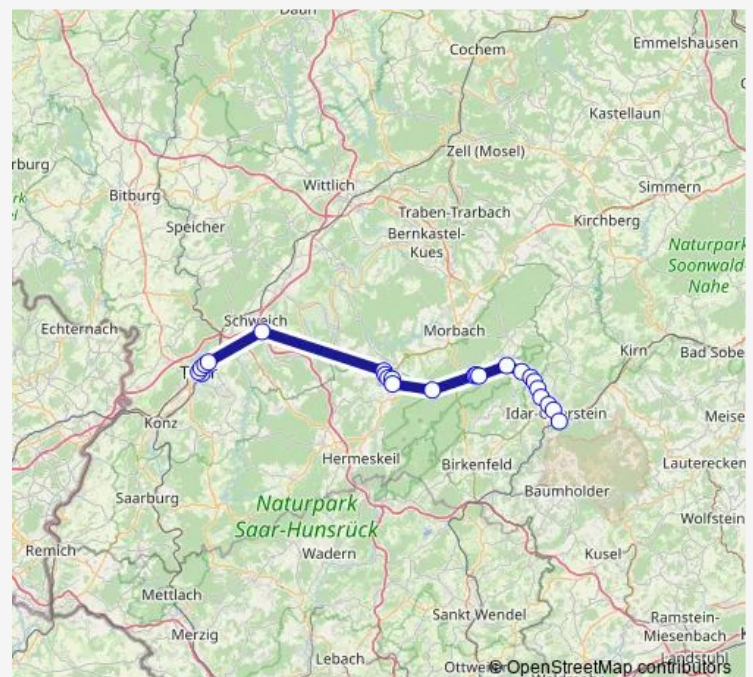 Daun
Cochem
Emmelshausen
Kastellaun
Zell (Mosel)
rburg
Wittlich
Simmern
Bitburg
Traben-Trarbach
Kirchberg
Speicher
Bernkastel-
Kues
Naturpark
Soonwald-
Nahe
Echternach
Schweich
Morbach
Kirn
Bad Sobe
Konz
Meise
Hermeskeil
Birkenfeld
Lauterecken
Baumholder
Saarburg
Naturpark
Saar-Hunsrück
Wolfstein
Remich
Wadern
Kusel
Mettlach
Sankt Wendel
Ramstein-
Miesenbach
Merzig
Lebach
Landstuhl
Ottwei
© OpenStreetMap contributors